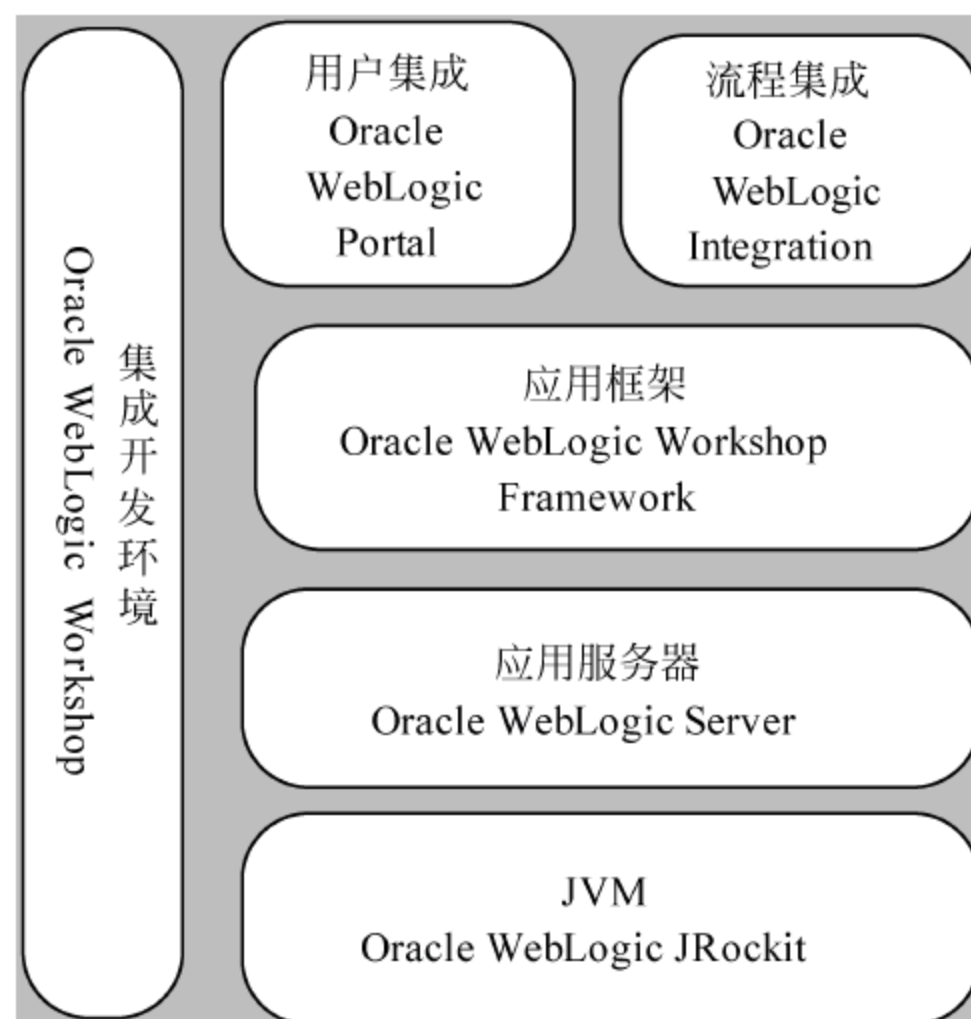 集成开发环境
Oracle WebLogic Workshop
用户集成
Oracle
WebLogic
Portal
流程集成
Oracle
WebLogic
Integration
应用框架
Oracle WebLogic Workshop
Framework
应用服务器
Oracle WebLogic Server
JVM
Oracle WebLogic JRockit